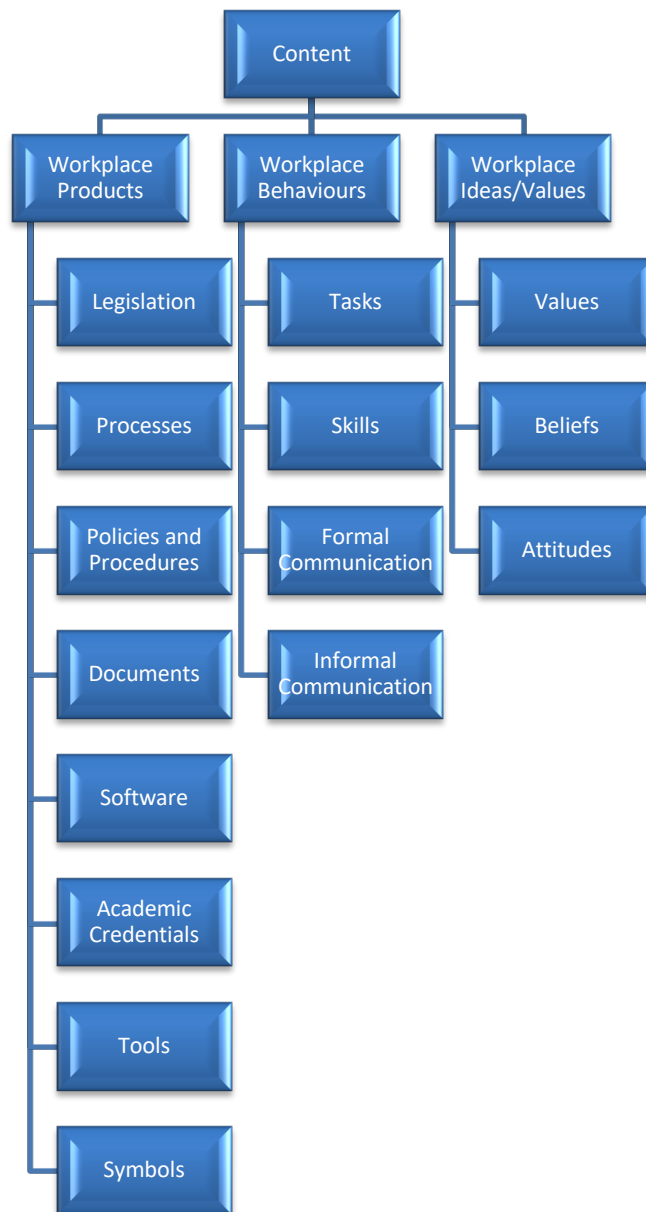 Content
Workplace
Products
Workplace
Behaviours
Workplace
Ideas/Values
Legislation
Tasks
Values
Processes
Skills
Beliefs
Policies and
Procedures
Formal
Communication
Attitudes
Documents
Informal
Communication
Software
Academic
Credentials
Tools
Symbols